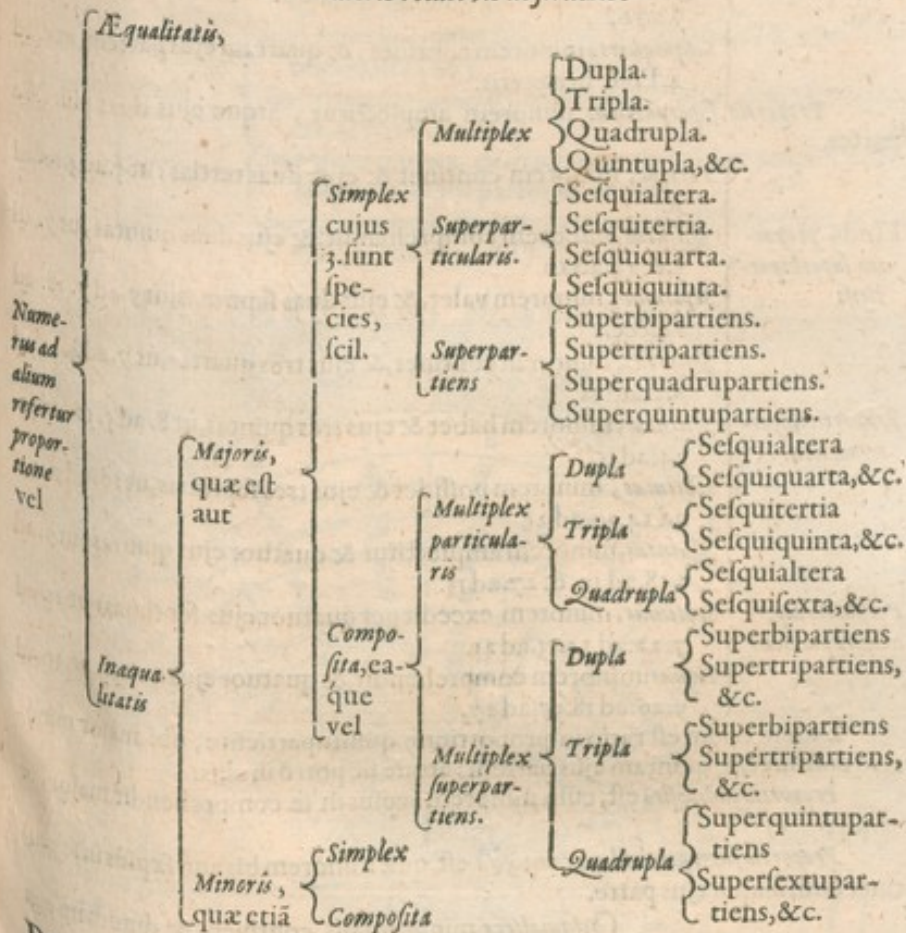 Æqualitatis,
Nume-
rus ad
alium
refertur
propor-
tione
vel
Inæqua-
litatis
Majoris,
quæ eſt
aut
Simplex
cujus
3.ſunt
ſpe-
cies,
ſcil.
Multiplex
Dupla.
Tripla.
Quadrupla.
Quintupla,&c.
Superpar-
ticularis.
Seſquialtera.
Seſquitertia.
Seſquiquarta.
Seſquiquinta.
Superpar-
tiens
Superbipartiens.
Supertripartiens.
Superquadrupartiens.
Superquintupartiens.
Compo-
ſita,ea-
q́ue
vel
Multiplex
particula-
ris
Dupla
Seſquialtera
Seſquiquarta,&c.
Tripla
Seſquitertia
Seſquiquinta,&c.
Quadrupla
Seſquialtera
Seſquiſexta,&c.
Multiplex
ſuperpar-
tiens.
Dupla
Superbipartiens
Supertripartiens,
&c.
Tripla
Superbipartiens
Supertripartiens,
&c.
Quadrupla
Superquintupar-
tiens
Superſextupar-
tiens,&c.
Minoris,
quæ etiã
Simplex
Compoſita